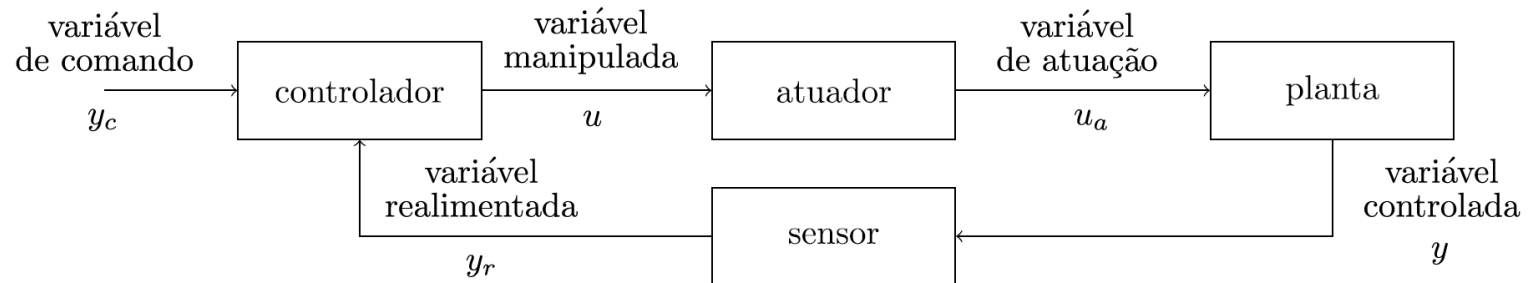 variável
de comando
y_c
controlador
variável
manipulada
u
atuador
variável
de atuação
u_a
planta
variável
realimentada
y_r
sensor
variável
controlada
y